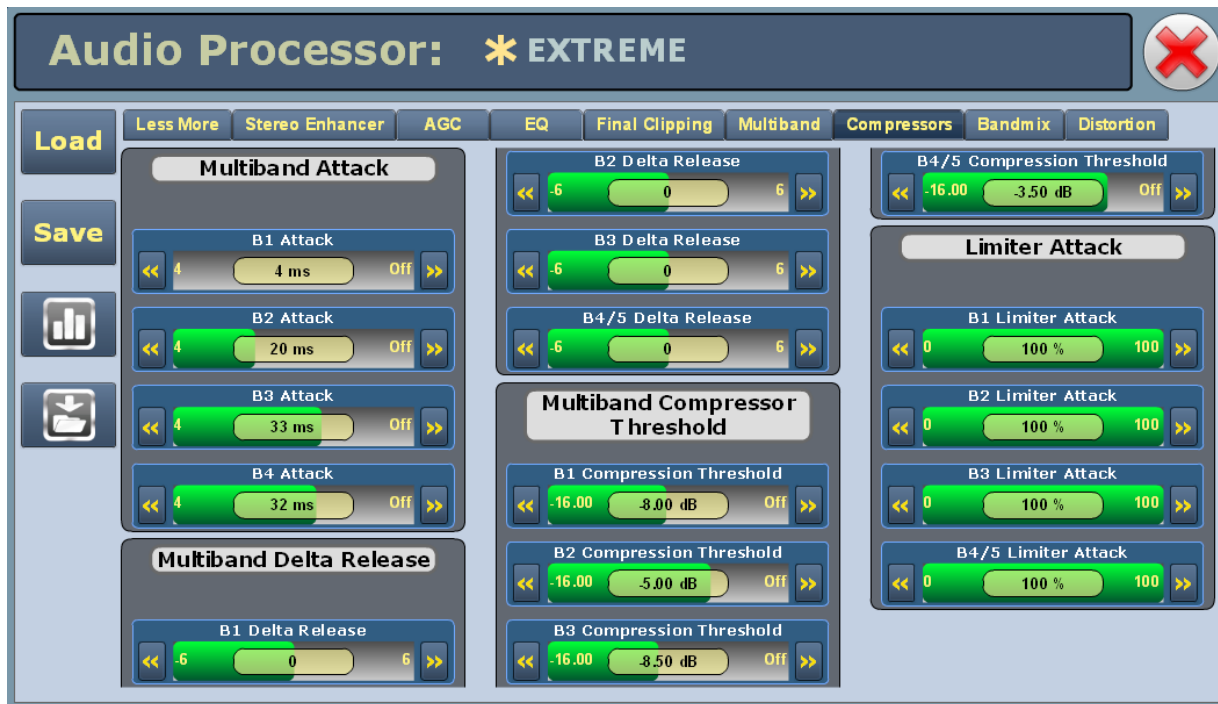 Audio Processor: * EXTREME
Load
Save
Less More Stereo Enhancer AGC EQ Final Clipping Multiband Compressors Bandmix Distortion
Multiband Attack
B1 Attack
« 4 4 ms Off »
B2 Attack
« 4 20 ms Off »
B3 Attack
« 4 33 ms Off »
B4 Attack
« 4 32 ms Off »
Multiband Delta Release
B1 Delta Release
« -6 0 6 »
B2 Delta Release
« -6 0 6 »
B3 Delta Release
« -6 0 6 »
B4/5 Delta Release
« -6 0 6 »
Multiband Compressor
Threshold
B1 Compression Threshold
« -16.00 -8.00 dB Off »
B2 Compression Threshold
« -16.00 -5.00 dB Off »
B3 Compression Threshold
« -16.00 -8.50 dB Off »
B4/5 Compression Threshold
« -16.00 -3.50 dB Off »
Limiter Attack
B1 Limiter Attack
« 0 100 % 100 »
B2 Limiter Attack
« 0 100 % 100 »
B3 Limiter Attack
« 0 100 % 100 »
B4/5 Limiter Attack
« 0 100 % 100 »